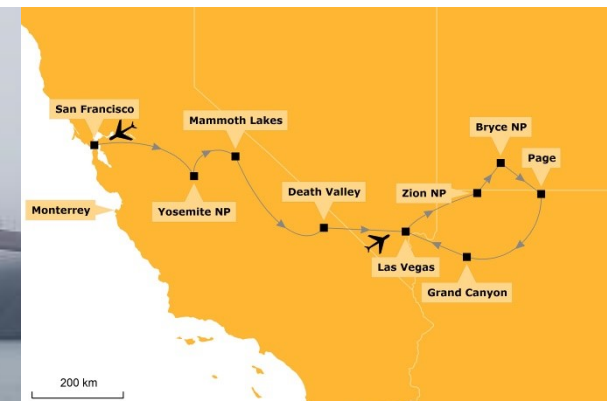 San Francisco
Mammoth Lakes
Bryce NP
Page
Death Valley
Zion NP
Monterrey
Yosemite NP
Las Vegas
Grand Canyon
200 km